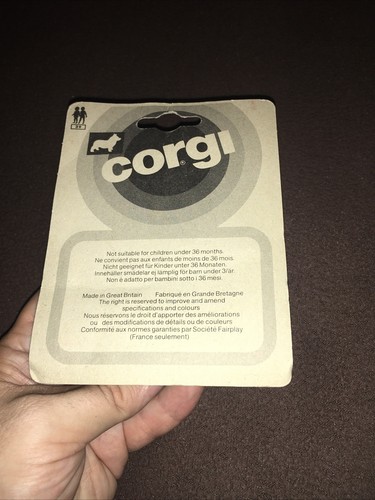 corgi®
Not suitable for children under 36 months.
Ne convient pas aux enfants de moins de 36 mois.
Nicht geeignet für Kinder unter 36 Monaten.
Innehåller smådelar ej lämplig för barn under 3/år.
Non è adatto per bambini sotto i 36 mesi.
Made in Great Britain Fabriqué en Grande Bretagne
The right is reserved to improve and amend
specifications and colours
Nous réservons le droit d'apporter des améliorations
ou des modifications de détails ou de couleurs
Conformité aux normes garanties par Société Fairplay
(France seulement)